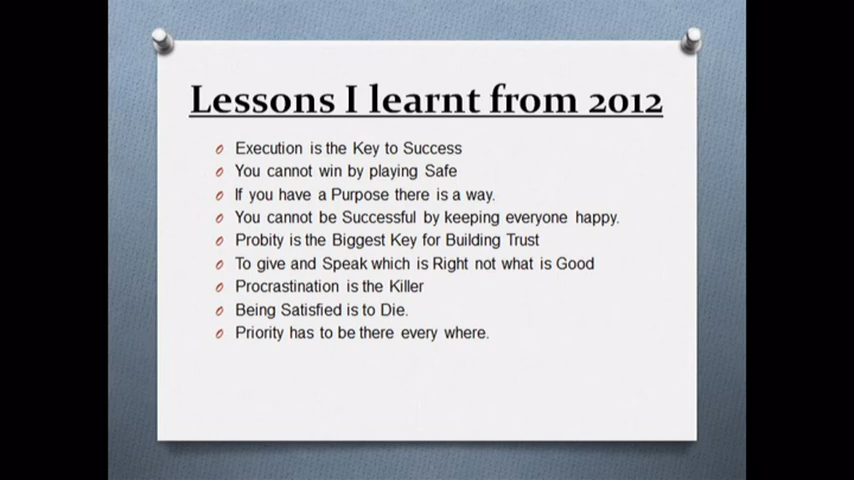 Lessons I learnt from 2012
Execution is the Key to Success
You cannot win by playing Safe
If you have a Purpose there is a way.
You cannot be Successful by keeping everyone happy.
Probity is the Biggest Key for Building Trust
To give and Speak which is Right not what is Good
Procrastination is the Killer
Being Satisfied is to Die.
Priority has to be there every where.